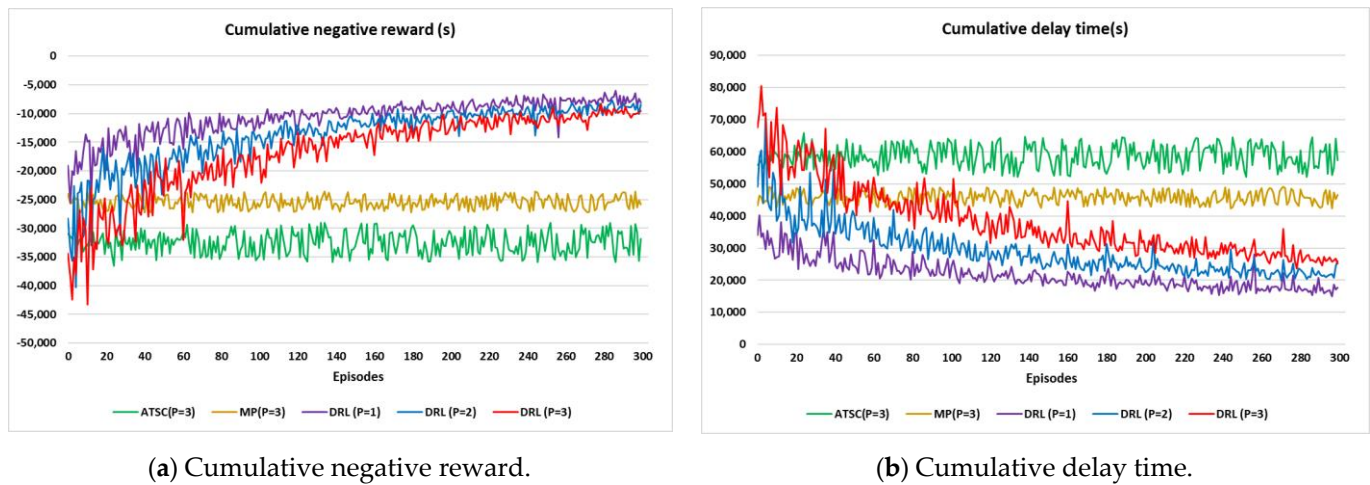 Cumulative negative reward (s)
0
-5,000
-10,000
-15,000
-20,000
-25,000
-30,000
-35,000
-40,000
-45,000
-50,000
0 20 40 60 80 100 120 140 160 180 200 220 240 260 280 300
Episodes
ATSC(P=3) MP(P=3) DRL (P=1) DRL (P=2) DRL (P=3)
(a) Cumulative negative reward.
Cumulative delay time(s)
90,000
80,000
70,000
60,000
50,000
40,000
30,000
20,000
10,000
0
0 20 40 60 80 100 120 140 160 180 200 220 240 260 280 300
Episodes
ATSC(P=3) MP(P=3) DRL (P=1) DRL (P=2) DRL (P=3)
(b) Cumulative delay time.